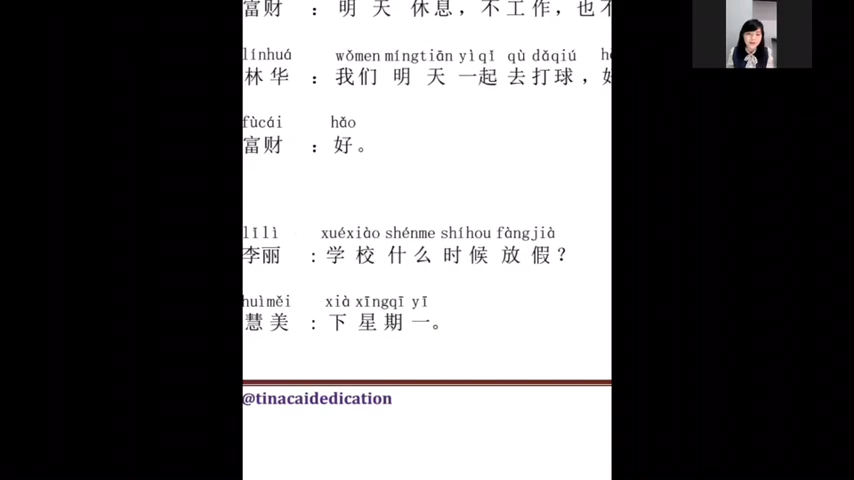 富财 ：明 天 休息，不工作，也不
línhuá wǒmen míngtiān yìqǐ qù dǎqiú
林华 ：我们 明 天 一起 去打球，好
fùcái hǎo
富财 ：好。
lǐlì xuéxiào shénme shíhou fàngjià
李丽 ：学 校 什么 时候 放 假？
huìměi xià xīngqī yī
慧美 ：下 星期 一。
@tinacaidedication